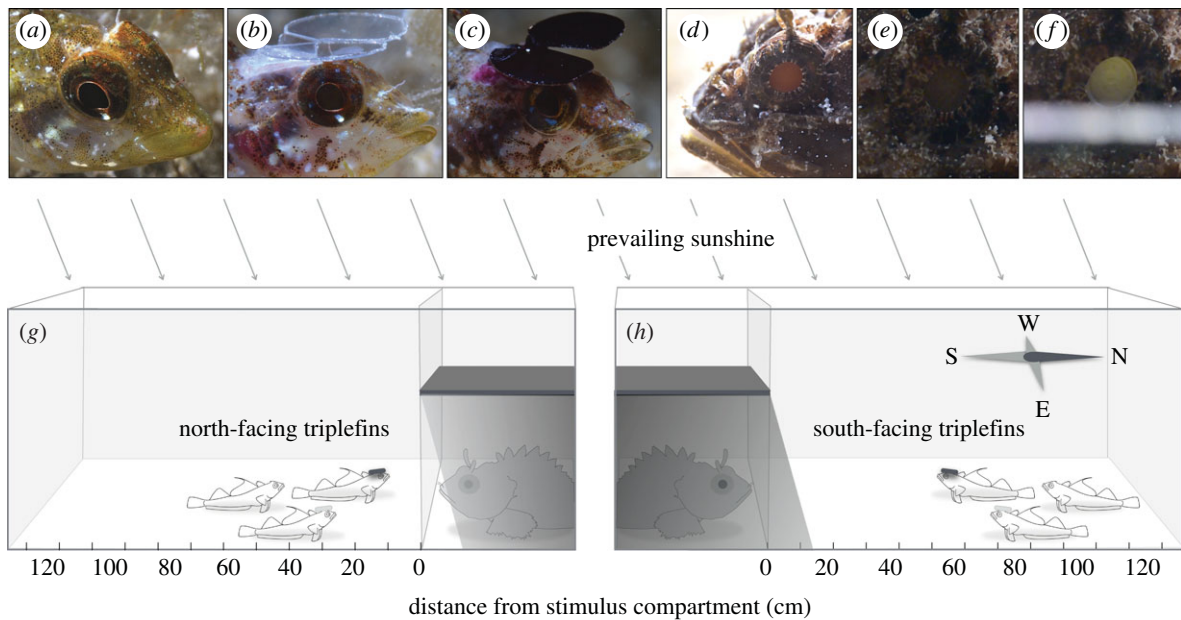 (a) (b) (c) (d) (e) (f)
prevailing sunshine
(g) (h)
W
S N
E
north-facing triplefins south-facing triplefins
120 100 80 60 40 20 0 0 20 40 60 80 100 120
distance from stimulus compartment (cm)